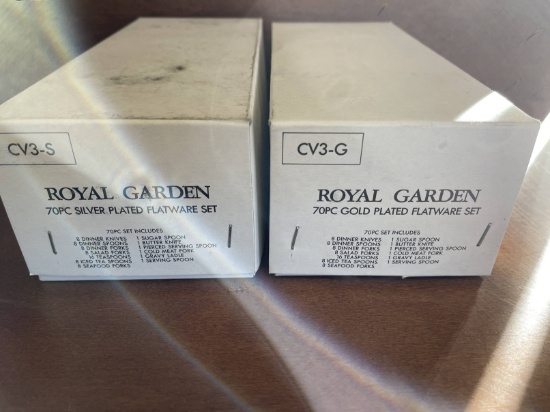 CV3-S
ROYAL GARDEN
70PC SILVER PLATED FLATWARE SET
70PC SET INCLUDES
8 DINNER KNIVES 1 SUGAR SPOON
8 DINNER SPOONS 1 BUTTER KNIFE
8 DINNER FORKS 1 PIERCED SERVING SPOON
8 SALAD FORKS 1 COLD MEAT FORK
16 TEASPOONS 1 GRAVY LADLE
8 ICED TEA SPOONS 1 SERVING SPOON
8 SEAFOOD FORKS
CV3-G
ROYAL GARDEN
70PC GOLD PLATED FLATWARE SET
70PC SET INCLUDES
8 DINNER KNIVES 1 SUGAR SPOON
8 DINNER SPOONS 1 BUTTER KNIFE
8 DINNER FORKS 1 PIERCED SERVING SPOON
8 SALAD FORKS 1 COLD MEAT FORK
16 TEASPOONS 1 GRAVY LADLE
8 ICED TEA SPOONS 1 SERVING SPOON
8 SEAFOOD FORKS